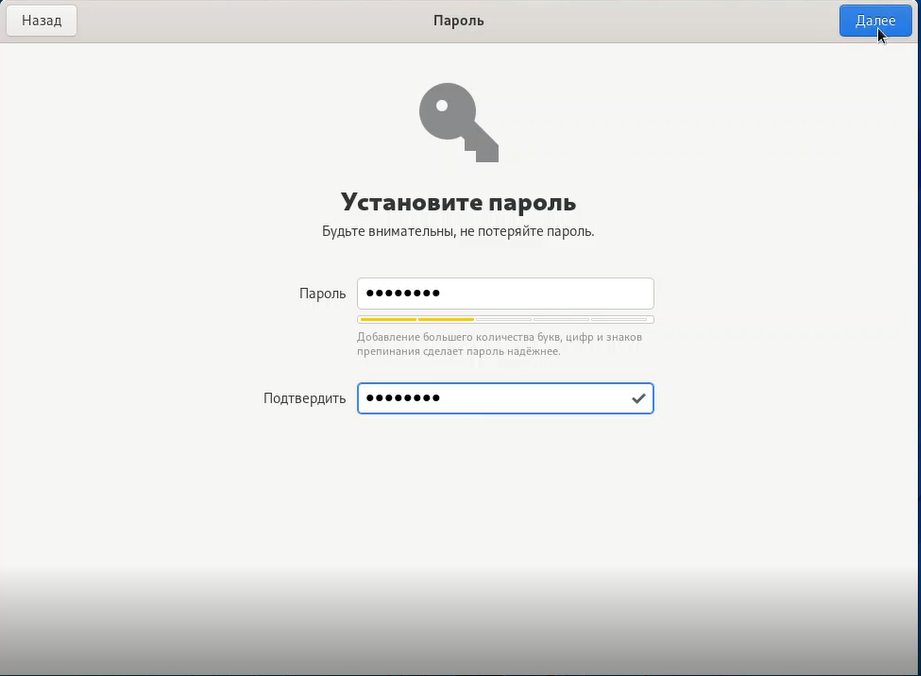 Назад
Пароль
Далее
Установите пароль
Будьте внимательны, не потеряйте пароль.
Пароль
Добавление большего количества букв, цифр и знаков
препинания сделает пароль надёжнее.
Подтвердить